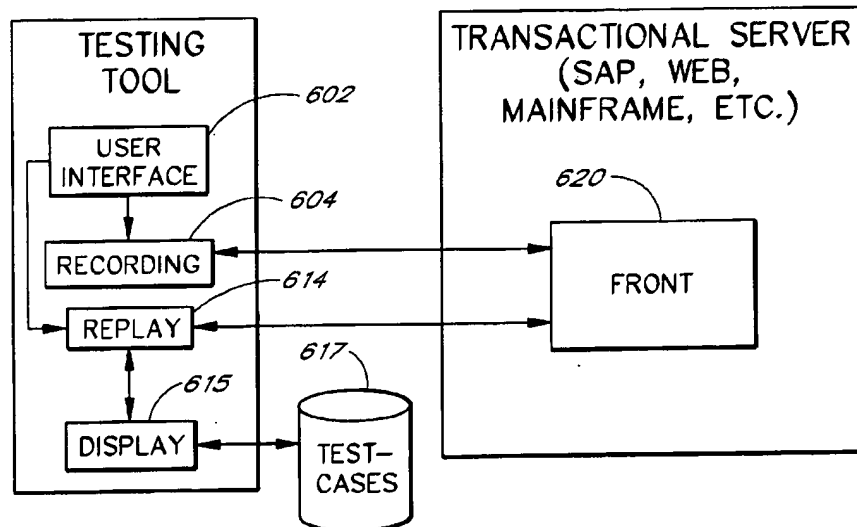 TESTING
TOOL
602
USER
INTERFACE
604
RECORDING
614
REPLAY
615
DISPLAY
617
TEST-
CASES
TRANSACTIONAL SERVER
(SAP, WEB,
MAINFRAME, ETC.)
620
FRONT